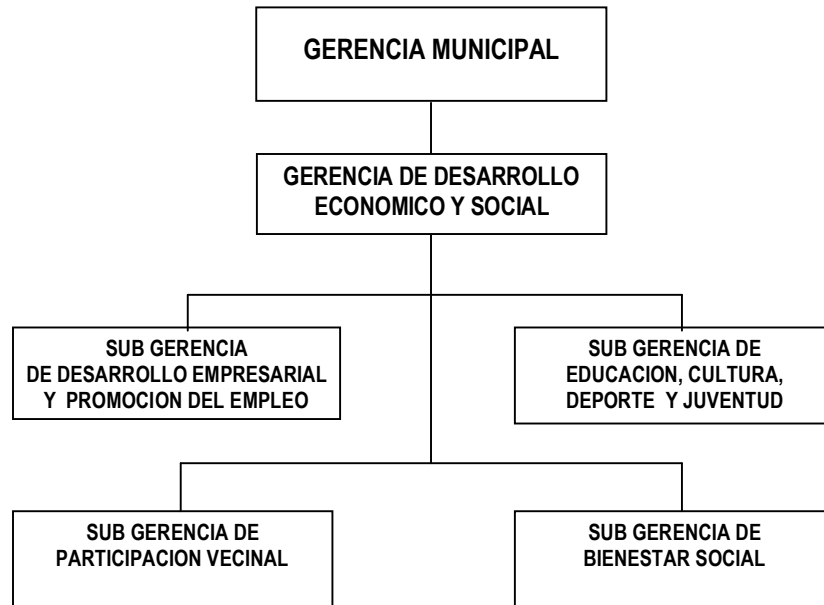 GERENCIA MUNICIPAL
GERENCIA DE DESARROLLO
ECONOMICO Y SOCIAL
SUB GERENCIA
DE DESARROLLO EMPRESARIAL
Y PROMOCION DEL EMPLEO
SUB GERENCIA DE
EDUCACION, CULTURA,
DEPORTE Y JUVENTUD
SUB GERENCIA DE
PARTICIPACION VECINAL
SUB GERENCIA DE
BIENESTAR SOCIAL